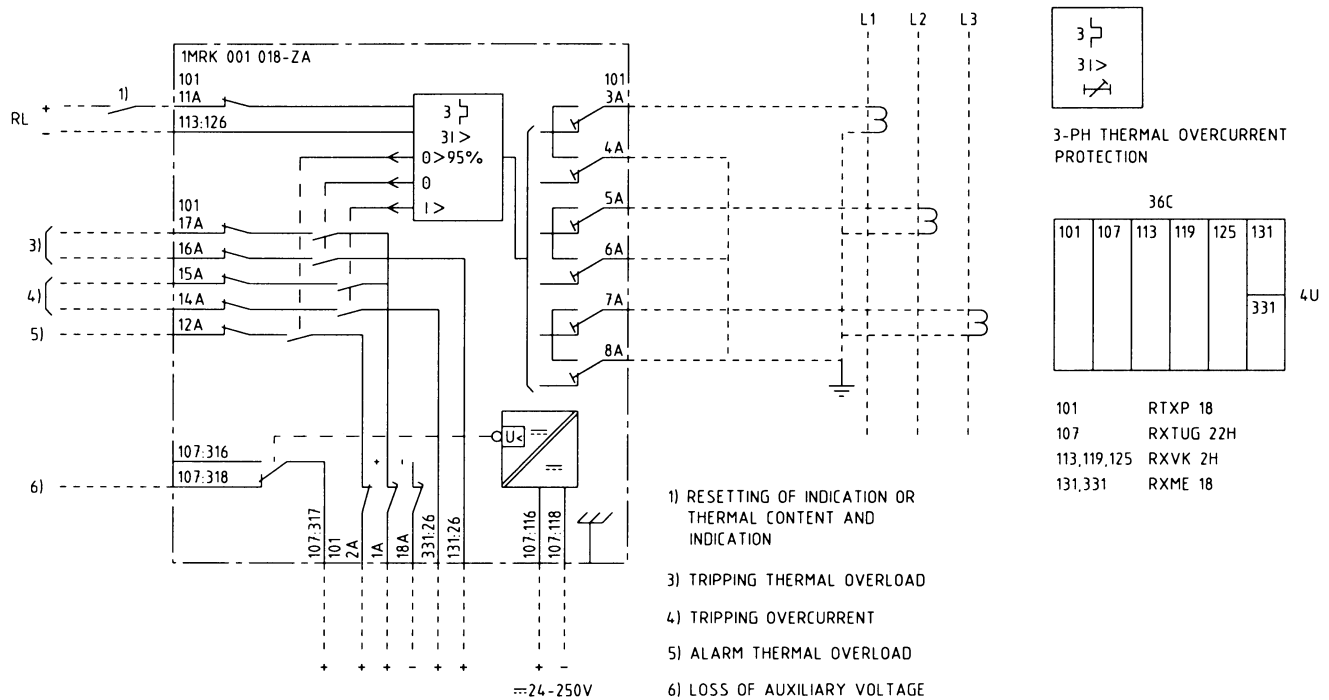 L1 L2 L3
1MRK 001 018-ZA
101
11A
1)
RL + -
113:126
3
3I>
Θ>95%
Θ
I>
101
3A
4A
5A
6A
7A
8A
101
17A
16A
15A
14A
12A
3)
4)
5)
6)
107:316
107:318
U<
107:317
101
2A
1A
18A
331:26
131:26
107:116
107:118
+ + + - + + + -
24-250V
3
3I>
3-PH THERMAL OVERCURRENT
PROTECTION
36C
101 107 113 119 125 131
331
4U
101 RTXP 18
107 RXTUG 22H
113,119,125 RXVK 2H
131,331 RXME 18
1) RESETTING OF INDICATION OR
THERMAL CONTENT AND
INDICATION
3) TRIPPING THERMAL OVERLOAD
4) TRIPPING OVERCURRENT
5) ALARM THERMAL OVERLOAD
6) LOSS OF AUXILIARY VOLTAGE